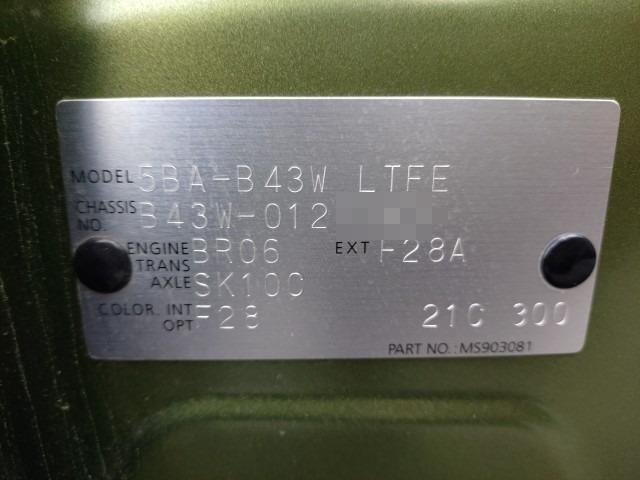 MODEL 5BA-B43W LTFE
CHASSIS NO. B43W-012
ENGINE BR06 EXT F28A
TRANS AXLE SK10C
COLOR. INT OPT F28 21C 300
PART NO.:MS903081